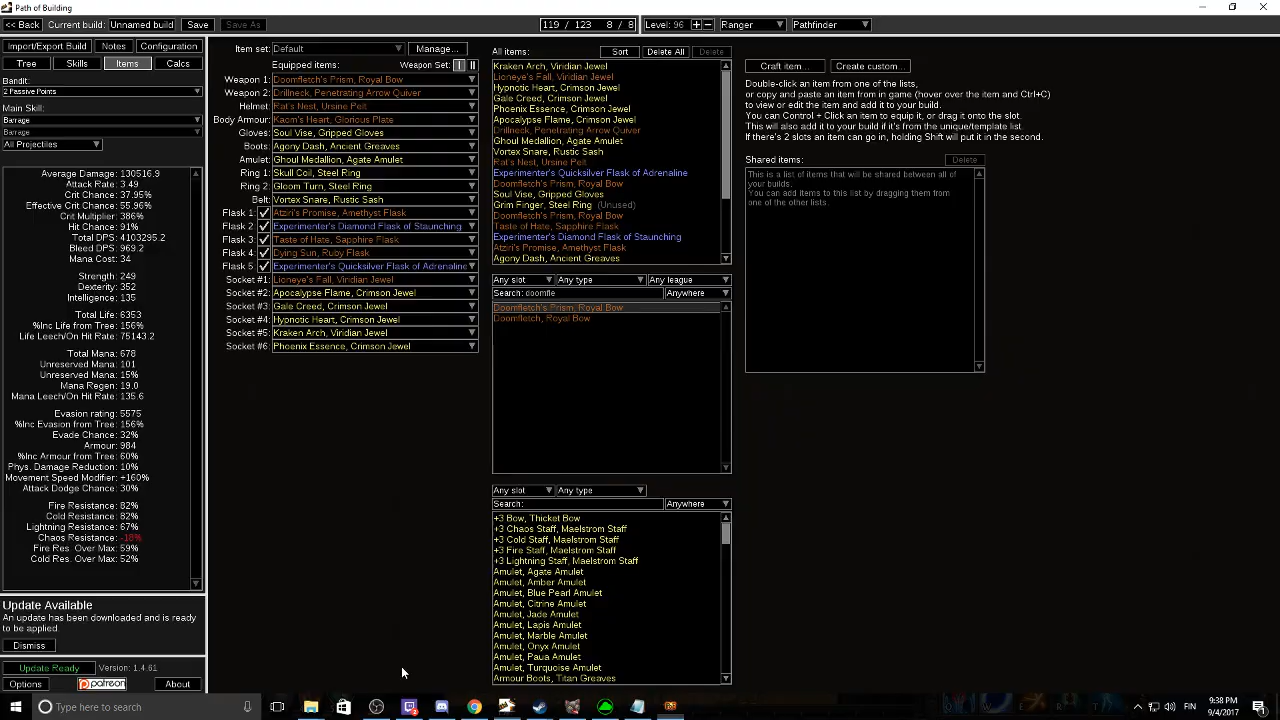 Path of Building
<< Back
Current build:
Unnamed build
Save
Save As
119 / 123 8 / 8
Level: 96
+
Ranger
Pathfinder
Import/Export Build
Notes
Configuration
Tree
Skills
Items
Calcs
Bandit:
2 Passive Points
Main Skill:
Barrage
Barrage
All Projectiles
Average Damage: 130516.9
Attack Rate: 3.49
Crit Chance: 37.95%
Effective Crit Chance: 55.96%
Crit Multiplier: 386%
Hit Chance: 91%
Total DPS: 4103295.2
Bleed DPS: 969.2
Mana Cost: 34
Strength: 249
Dexterity: 352
Intelligence: 135
Total Life: 6353
%Inc Life from Tree: 156%
Life Leech/On Hit Rate: 75143.2
Total Mana: 678
Unreserved Mana: 101
Unreserved Mana: 15%
Mana Regen: 19.0
Mana Leech/On Hit Rate: 135.6
Evasion rating: 5575
%Inc Evasion from Tree: 156%
Evade Chance: 32%
Armour: 984
%Inc Armour from Tree: 60%
Phys. Damage Reduction: 10%
Movement Speed Modifier: +160%
Attack Dodge Chance: 30%
Fire Resistance: 82%
Cold Resistance: 82%
Lightning Resistance: 67%
Chaos Resistance: -18%
Fire Res. Over Max: 59%
Cold Res. Over Max: 52%
Update Available
An update has been downloaded and is ready
to be applied.
Dismiss
Update Ready
Version: 1.4.61
Options
patreon
About
Item set:
Default
Manage...
Equipped items:
Weapon Set:
I
II
Weapon 1: Doomfletch's Prism, Royal Bow
Weapon 2: Drillneck, Penetrating Arrow Quiver
Helmet: Rat's Nest, Ursine Pelt
Body Armour: Kaom's Heart, Glorious Plate
Gloves: Soul Vise, Gripped Gloves
Boots: Agony Dash, Ancient Greaves
Amulet: Ghoul Medallion, Agate Amulet
Ring 1: Skull Coil, Steel Ring
Ring 2: Gloom Turn, Steel Ring
Belt: Vortex Snare, Rustic Sash
Flask 1: Atziri's Promise, Amethyst Flask
Flask 2: Experimenter's Diamond Flask of Staunching
Flask 3: Taste of Hate, Sapphire Flask
Flask 4: Dying Sun, Ruby Flask
Flask 5: Experimenter's Quicksilver Flask of Adrenaline
Socket #1: Lioneye's Fall, Viridian Jewel
Socket #2: Apocalypse Flame, Crimson Jewel
Socket #3: Gale Creed, Crimson Jewel
Socket #4: Hypnotic Heart, Crimson Jewel
Socket #5: Kraken Arch, Viridian Jewel
Socket #6: Phoenix Essence, Crimson Jewel
All items:
Sort
Delete All
Delete
Kraken Arch, Viridian Jewel
Lioneye's Fall, Viridian Jewel
Hypnotic Heart, Crimson Jewel
Gale Creed, Crimson Jewel
Phoenix Essence, Crimson Jewel
Apocalypse Flame, Crimson Jewel
Drillneck, Penetrating Arrow Quiver
Ghoul Medallion, Agate Amulet
Vortex Snare, Rustic Sash
Rat's Nest, Ursine Pelt
Experimenter's Quicksilver Flask of Adrenaline
Doomfletch's Prism, Royal Bow
Soul Vise, Gripped Gloves
Grim Finger, Steel Ring (Unused)
Doomfletch's Prism, Royal Bow
Taste of Hate, Sapphire Flask
Experimenter's Diamond Flask of Staunching
Atziri's Promise, Amethyst Flask
Agony Dash, Ancient Greaves
Any slot
Any type
Any league
Search: doomfle
Anywhere
Doomfletch's Prism, Royal Bow
Doomfletch, Royal Bow
Any slot
Any type
Search:
Anywhere
+3 Bow, Thicket Bow
+3 Chaos Staff, Maelstrom Staff
+3 Cold Staff, Maelstrom Staff
+3 Fire Staff, Maelstrom Staff
+3 Lightning Staff, Maelstrom Staff
Amulet, Agate Amulet
Amulet, Amber Amulet
Amulet, Blue Pearl Amulet
Amulet, Citrine Amulet
Amulet, Jade Amulet
Amulet, Lapis Amulet
Amulet, Marble Amulet
Amulet, Onyx Amulet
Amulet, Paua Amulet
Amulet, Turquoise Amulet
Armour Boots, Titan Greaves
Craft item...
Create custom...
Double-click an item from one of the lists,
or copy and paste an item from in game (hover over the item and Ctrl+C)
to view or edit the item and add it to your build.
You can Control + Click an item to equip it, or drag it onto the slot.
This will also add it to your build if it's from the unique/template list.
If there's 2 slots an item can go in, holding Shift will put it in the second.
Shared items:
Delete
This is a list of items that will be shared between all of
your builds.
You can add items to this list by dragging them from
one of the other lists.
Type here to search
FIN
9:38 PM
9/4/2017